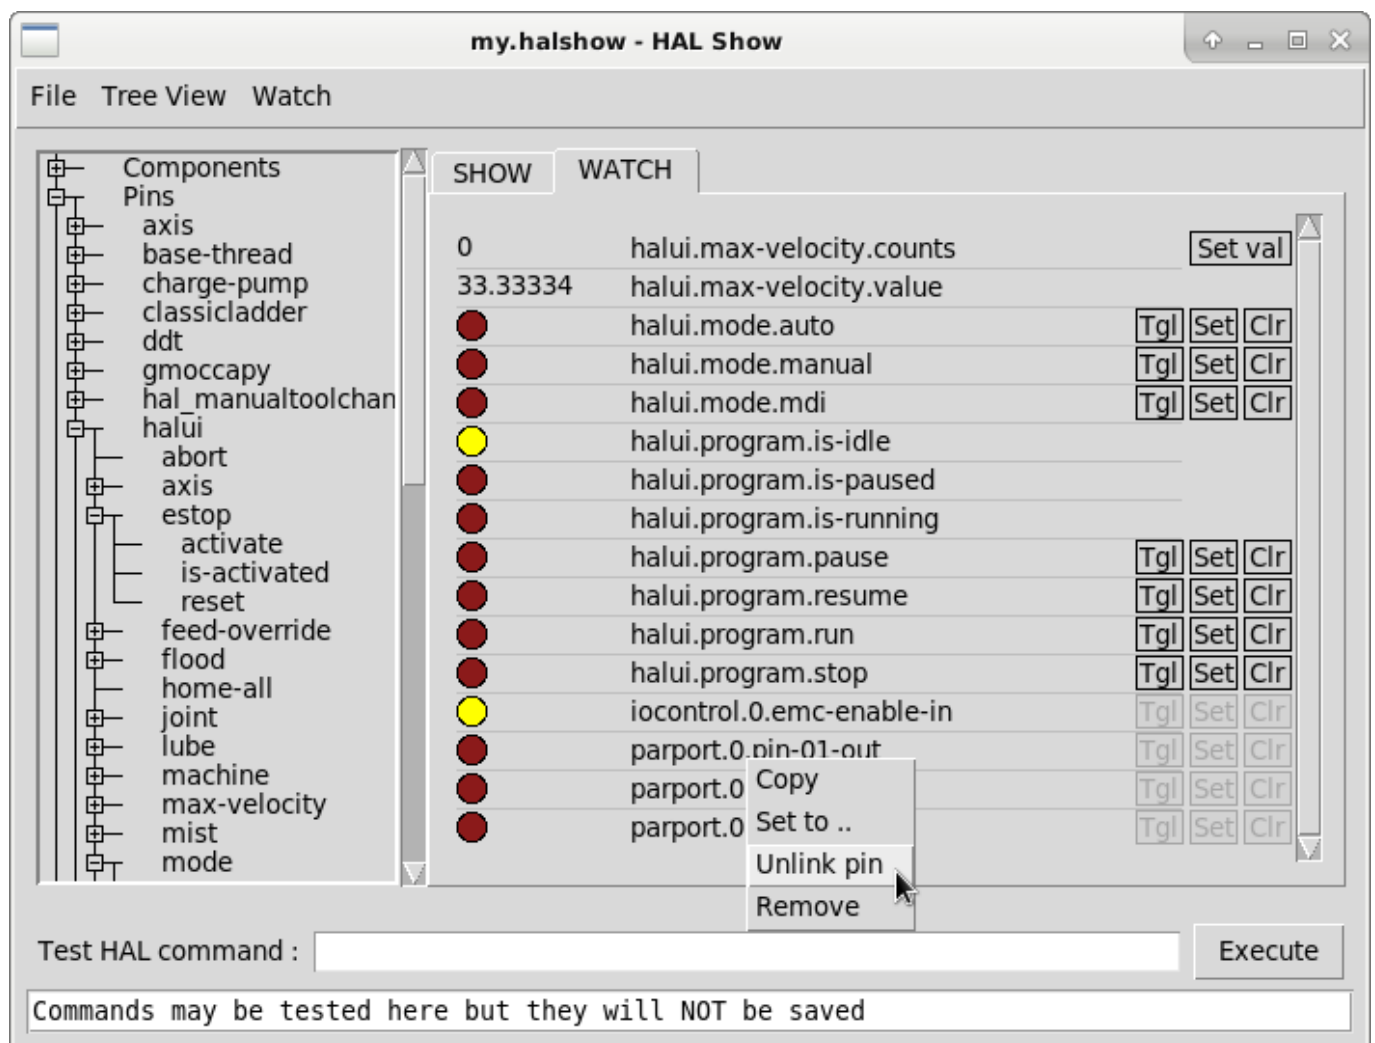 my.halshow - HAL Show
File Tree View Watch
Components
Pins
axis
base-thread
charge-pump
classicladder
ddt
gmoccapy
hal_manualtoolchan
halui
abort
axis
estop
activate
is-activated
reset
feed-override
flood
home-all
joint
lube
machine
max-velocity
mist
mode
SHOW WATCH
0 halui.max-velocity.counts Set val
33.33334 halui.max-velocity.value
halui.mode.auto Tgl Set Clr
halui.mode.manual Tgl Set Clr
halui.mode.mdi Tgl Set Clr
halui.program.is-idle
halui.program.is-paused
halui.program.is-running
halui.program.pause Tgl Set Clr
halui.program.resume Tgl Set Clr
halui.program.run Tgl Set Clr
halui.program.stop Tgl Set Clr
iocontrol.0.emc-enable-in Tgl Set Clr
parport.0.pin-01-out Tgl Set Clr
parport.0 Tgl Set Clr
parport.0 Tgl Set Clr
Copy
Set to ..
Unlink pin
Remove
Test HAL command : Execute
Commands may be tested here but they will NOT be saved